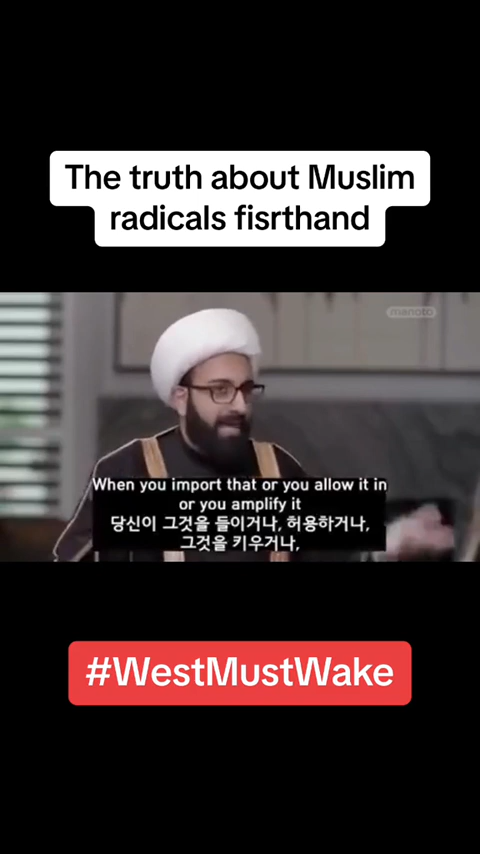 The truth about Muslim
radicals fisrthand
manoto
When you import that or you allow it in
or you amplify it
당신이 그것을 들이거나, 허용하거나,
그것을 키우거나,
#WestMustWake